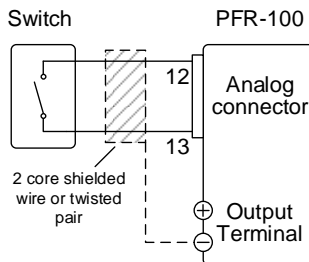 Switch
PFR-100
12
Analog
connector
13
2 core shielded
wire or twisted
pair
Output
Terminal